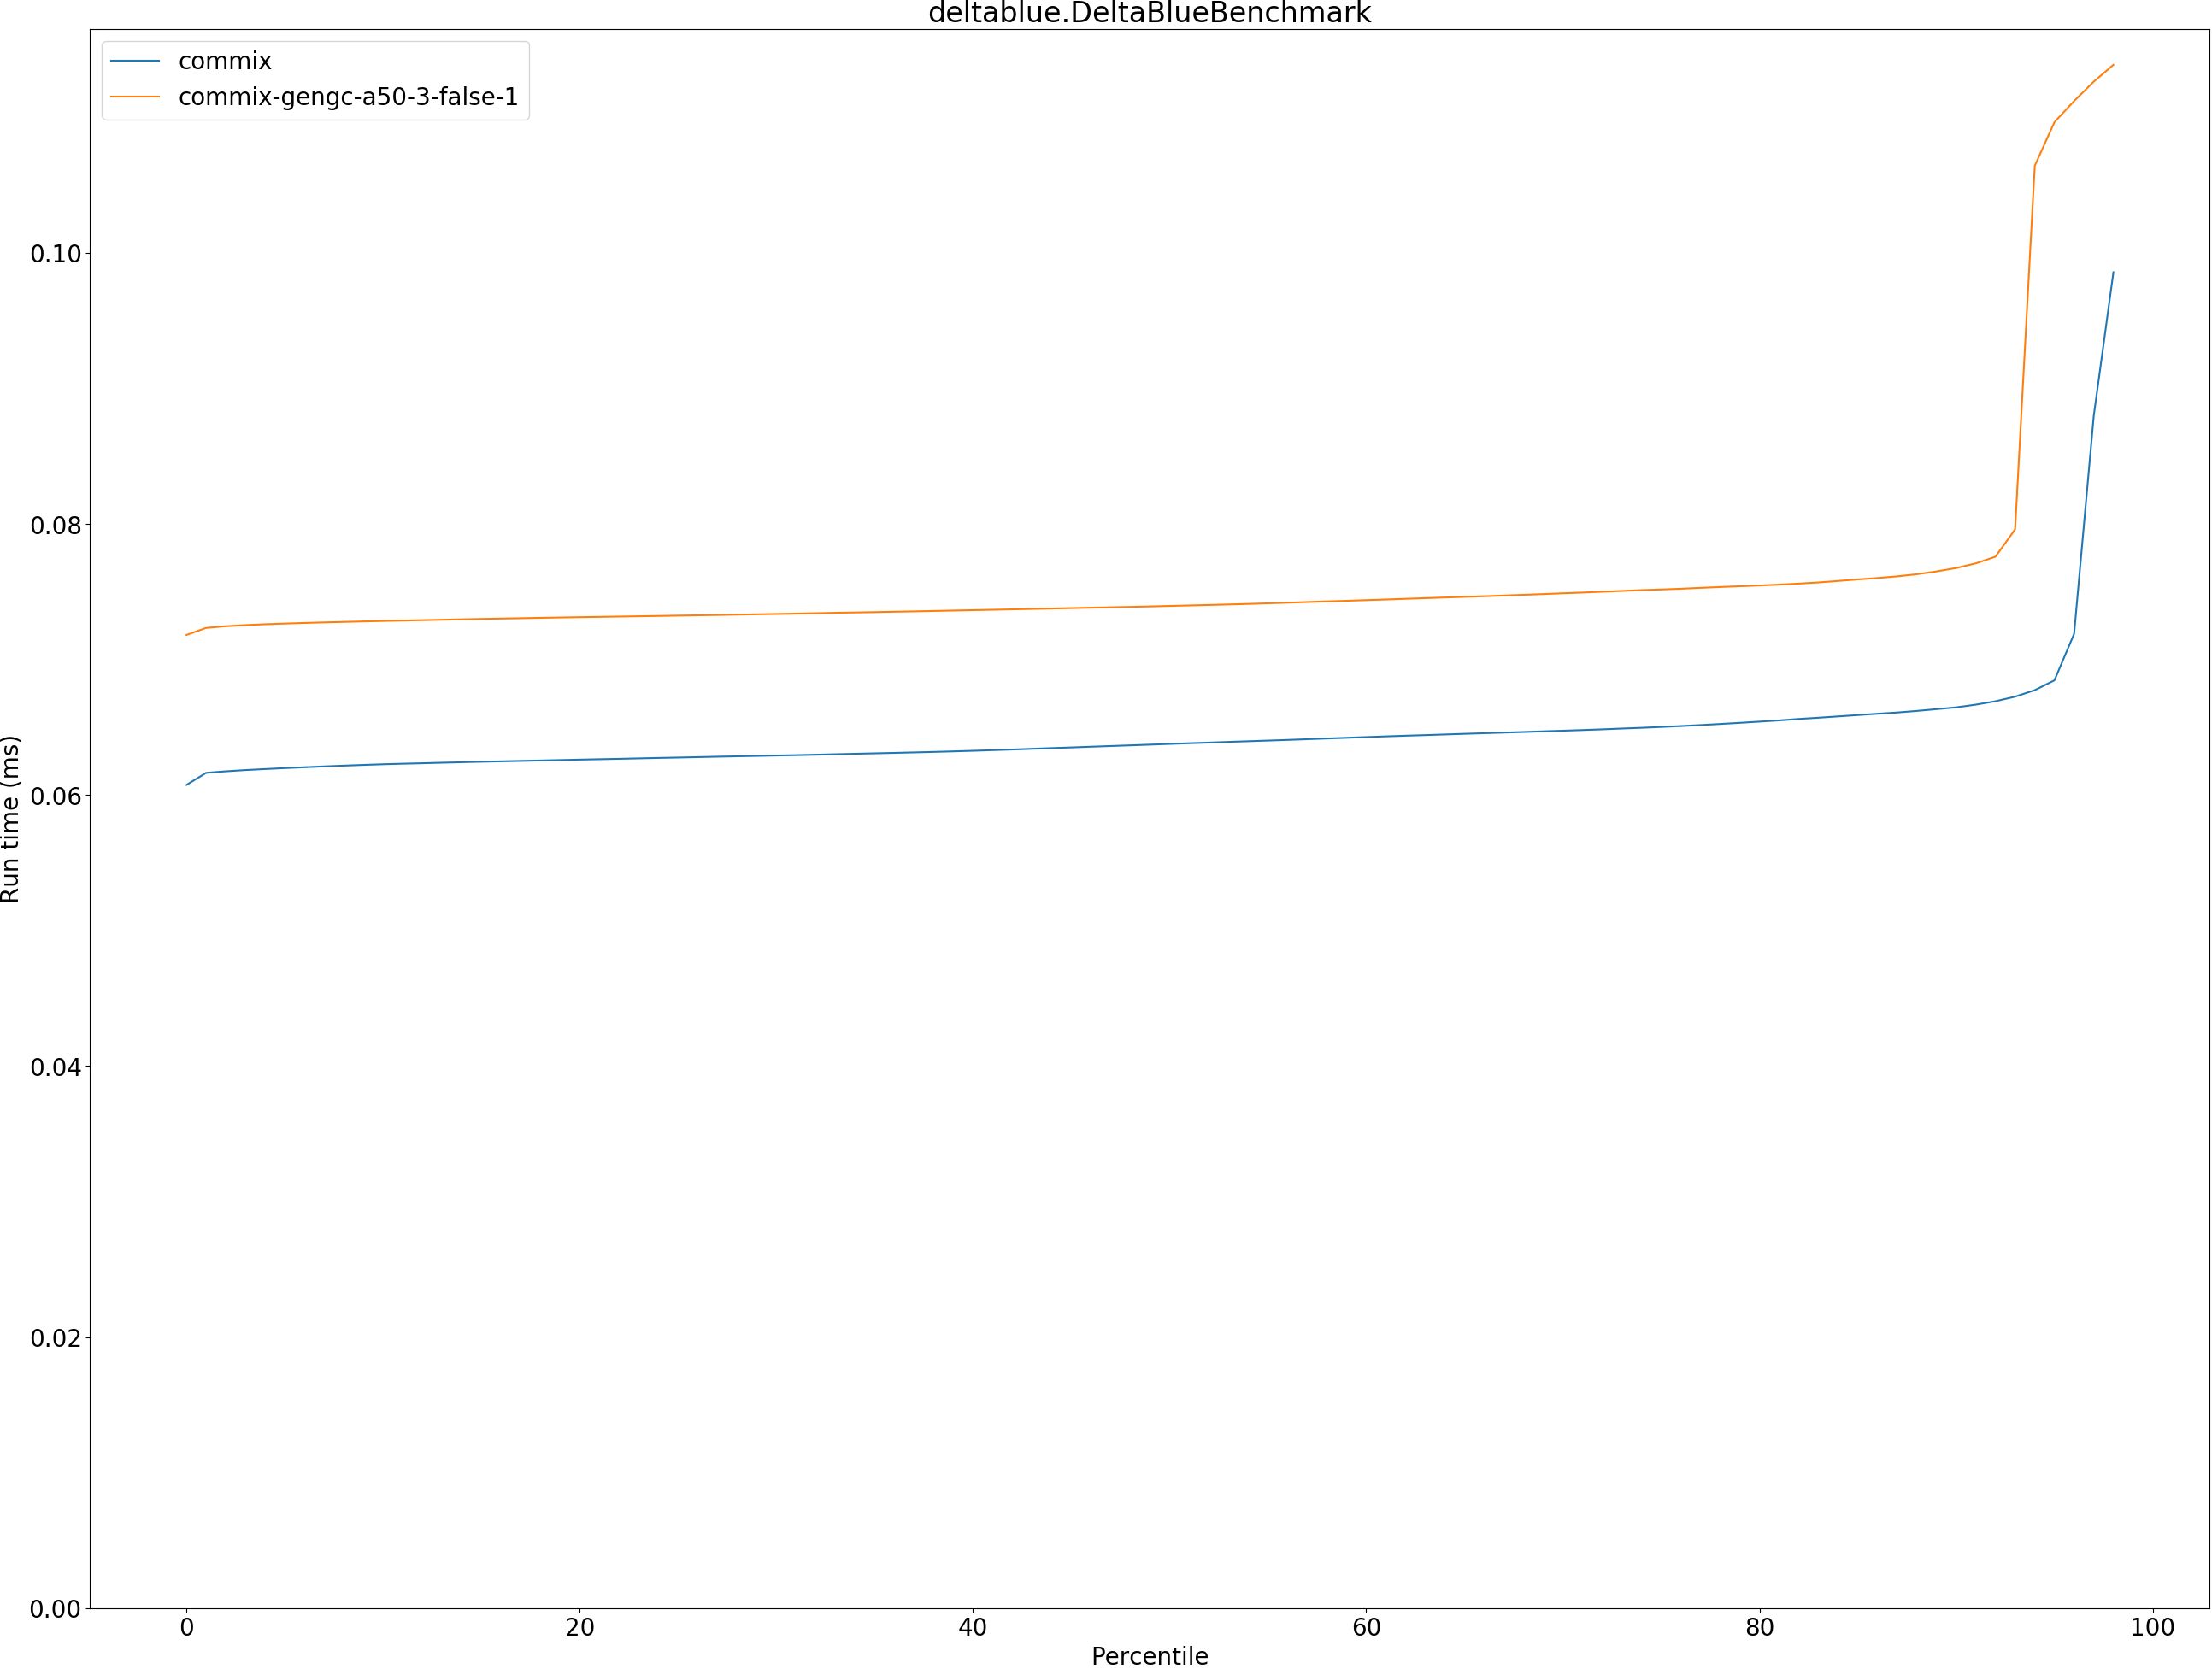 deltablue.DeltaBlueBenchmark
commix
commix-gengc-a50-3-false-1
0.10
0.08
0.06
0.04
0.02
0.00
Run time (ms)
0 20 40 60 80 100
Percentile